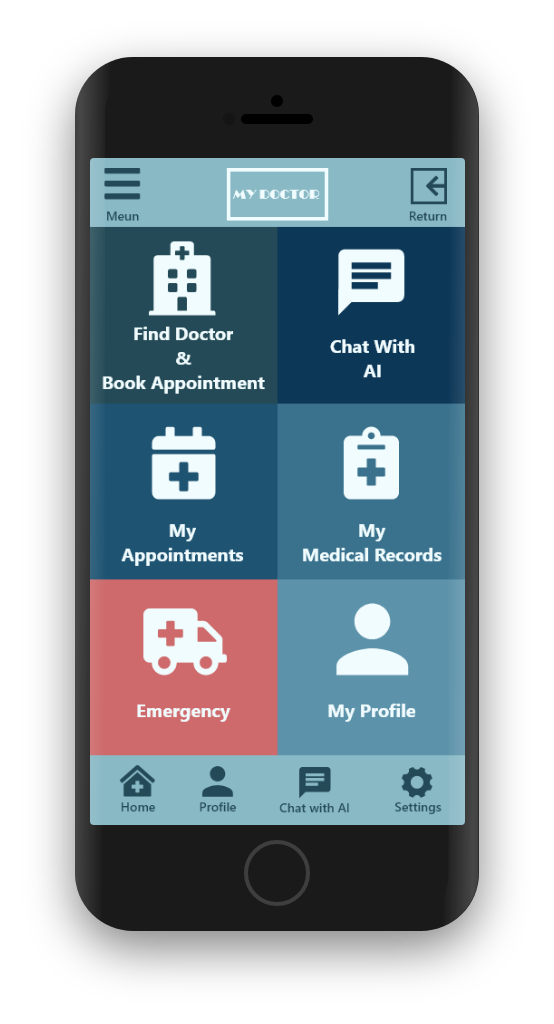 Meun
MY DOCTOR
Return
Find Doctor
&
Book Appointment
Chat With
AI
My
Appointments
My
Medical Records
Emergency
My Profile
Home
Profile
Chat with AI
Settings